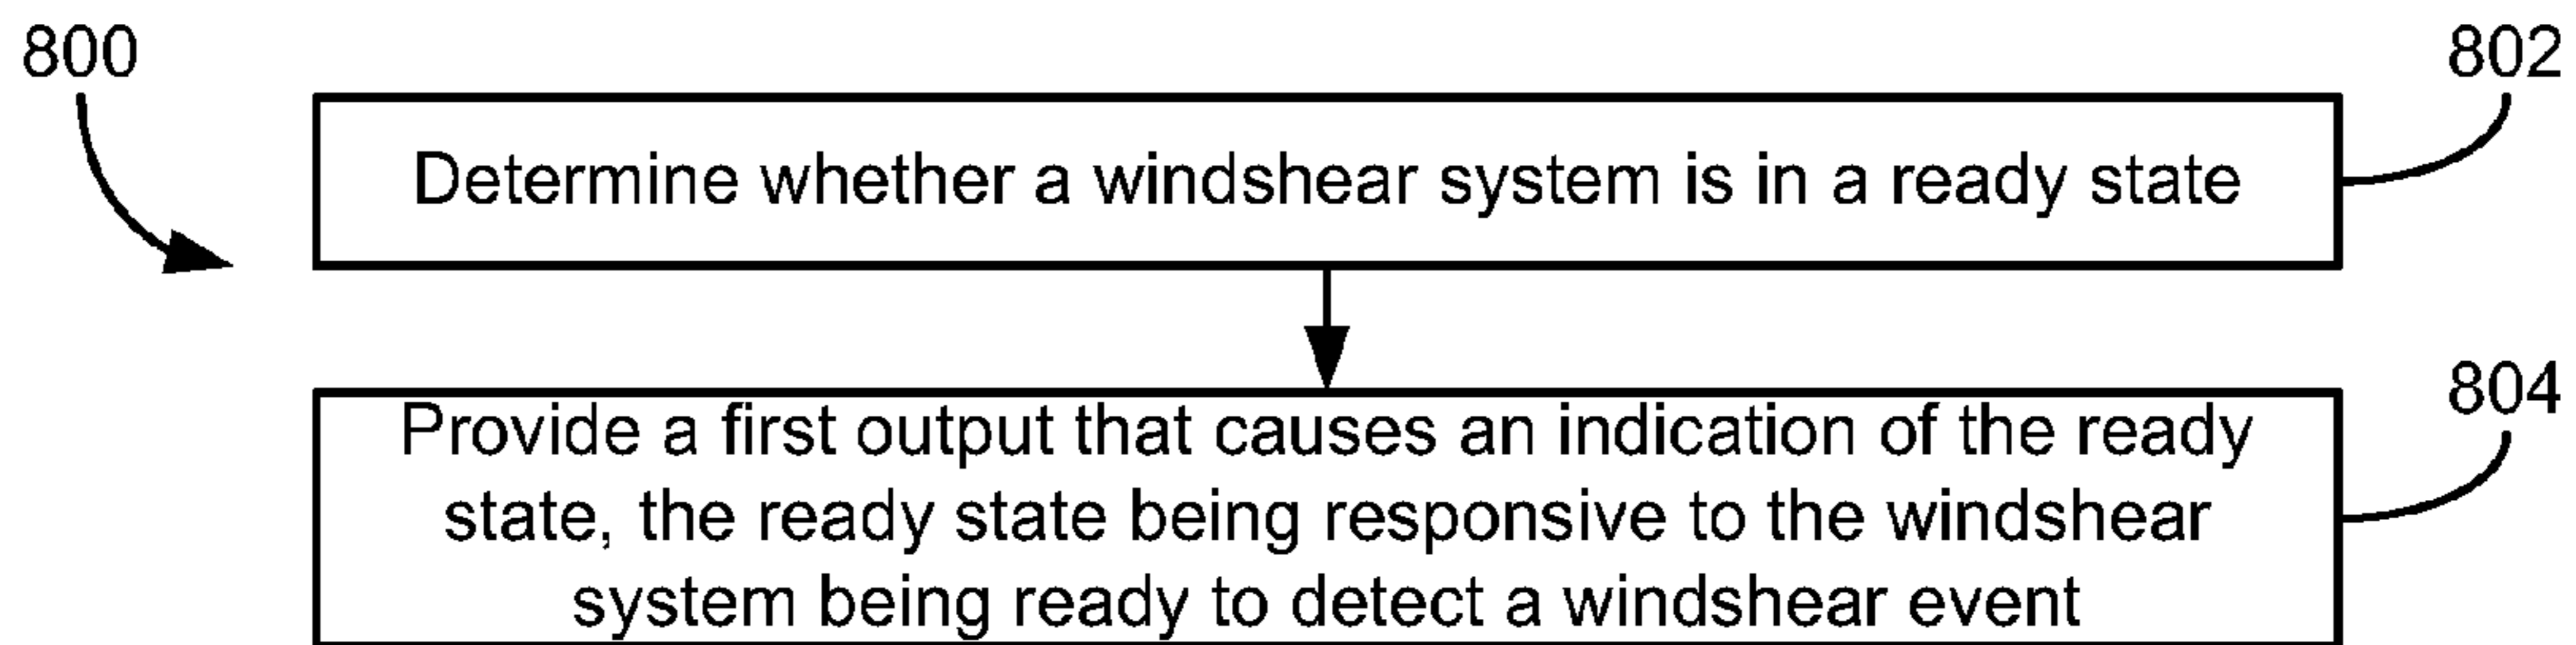 800
802
Determine whether a windshear system is in a ready state
804
Provide a first output that causes an indication of the ready
state, the ready state being responsive to the windshear
system being ready to detect a windshear event